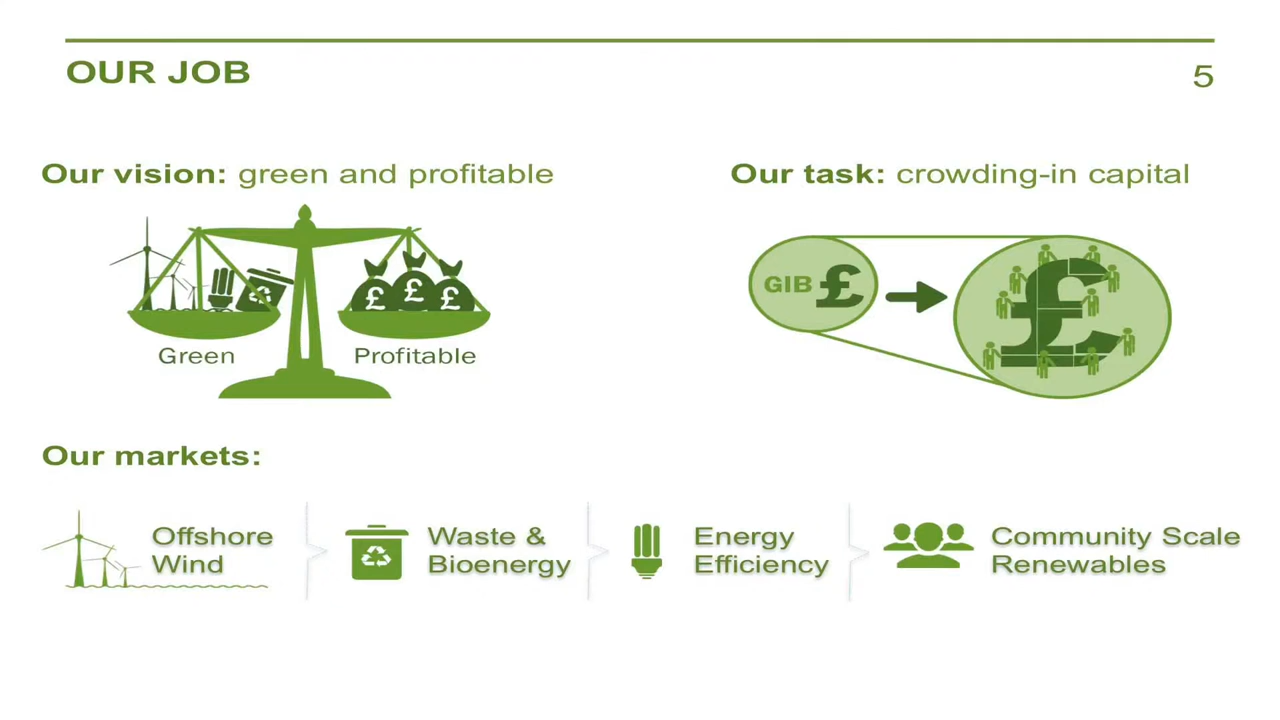 OUR JOB
5
Our vision: green and profitable
Green
Profitable
£ £ £
Our task: crowding-in capital
GIB £
£
Our markets:
Offshore
Wind
Waste &
Bioenergy
Energy
Efficiency
Community Scale
Renewables